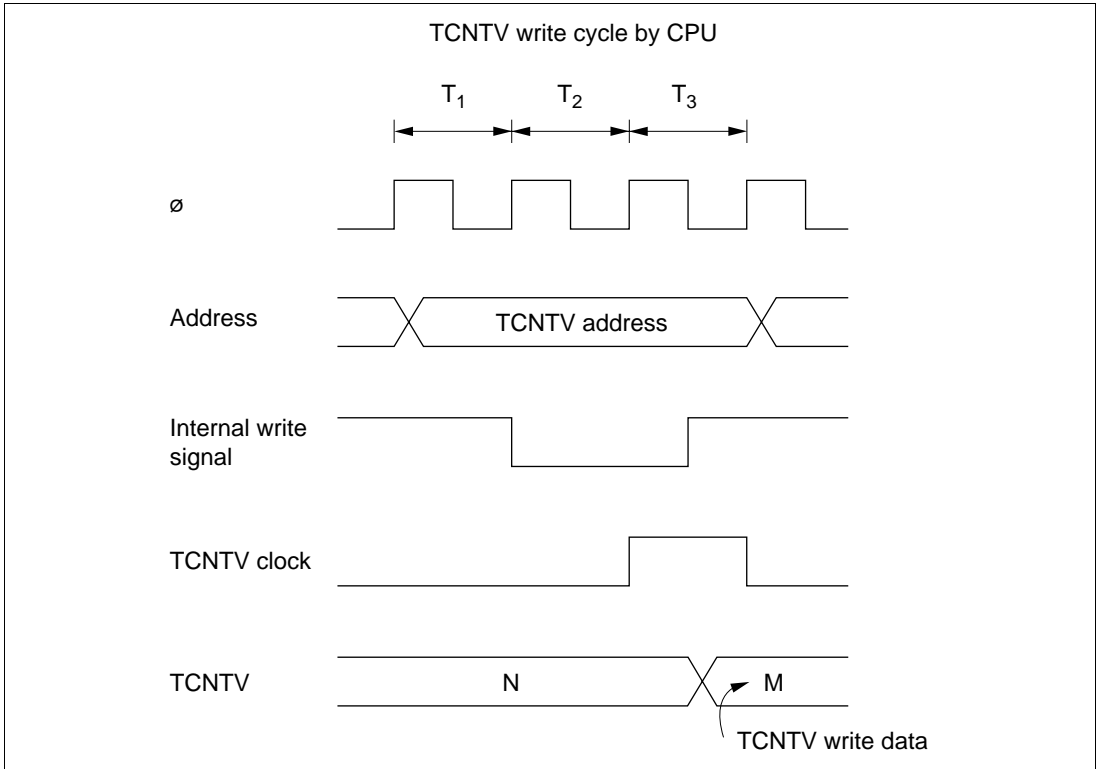 TCNTV write cycle by CPU
T1 T2 T3
ø
Address
TCNTV address
Internal write
signal
TCNTV clock
TCNTV
N
M
TCNTV write data